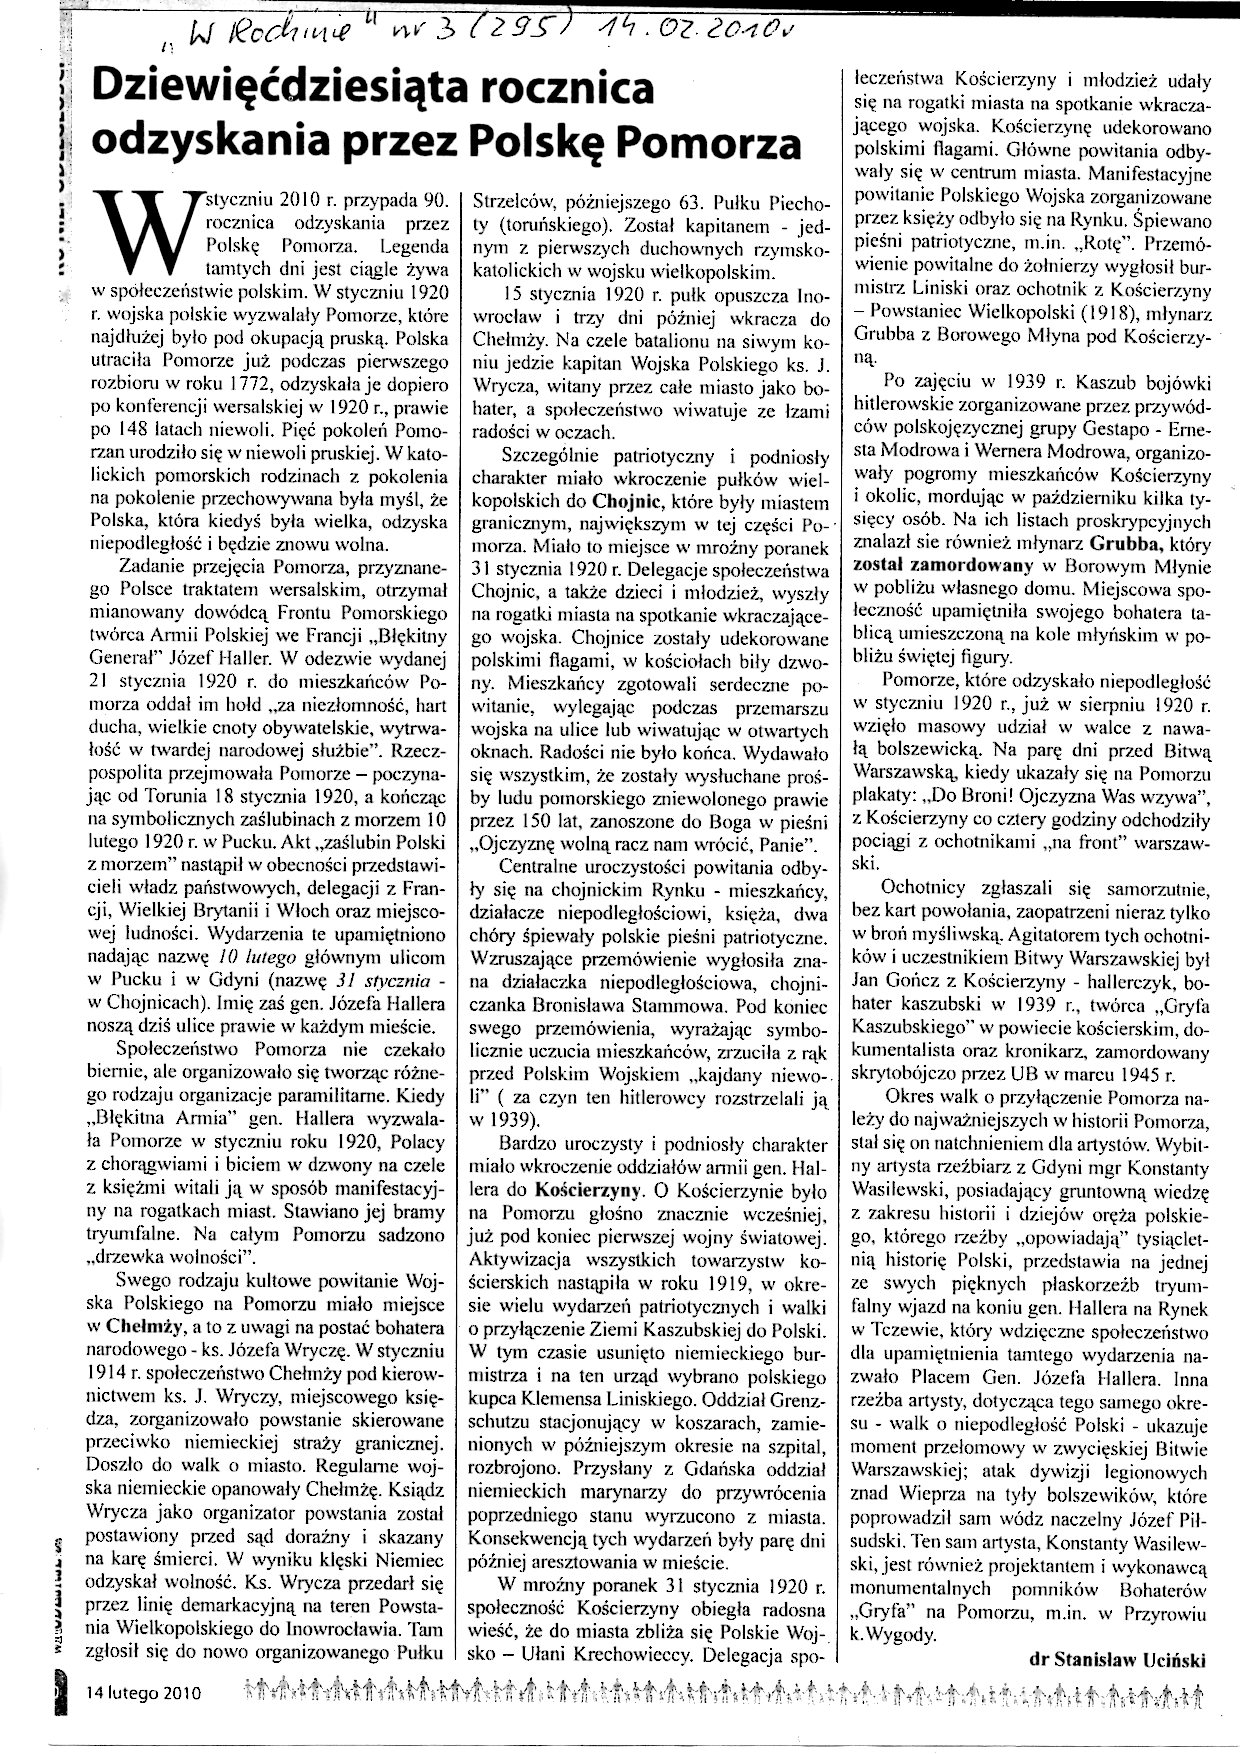 „W Rodzinie" nr 3 (295) 14.02.2010r
Dziewięćdziesiąta rocznica
odzyskania przez Polskę Pomorza
W styczniu 2010 r. przypada 90.
rocznica odzyskania przez
Polskę Pomorza. Legenda
tamtych dni jest ciągle żywa
w społeczeństwie polskim. W styczniu 1920
r. wojska polskie wyzwalały Pomorze, które
najdłużej było pod okupacją pruską. Polska
utraciła Pomorze już podczas pierwszego
rozbioru w roku 1772, odzyskała je dopiero
po konferencji wersalskiej w 1920 r., prawie
po 148 latach niewoli. Pięć pokoleń Pomo-
rzan urodziło się w niewoli pruskiej. W kato-
lickich pomorskich rodzinach z pokolenia
na pokolenie przechowywana była myśl, że
Polska, która kiedyś była wielka, odzyska
niepodległość i będzie znowu wolna.
Zadanie przejęcia Pomorza, przyznane-
go Polsce traktatem wersalskim, otrzymał
mianowany dowódcą Frontu Pomorskiego
twórca Armii Polskiej we Francji „Błękitny
Generał" Józef Haller. W odezwie wydanej
21 stycznia 1920 r. do mieszkańców Po-
morza oddał im hołd „za niezłomność, hart
ducha, wielkie cnoty obywatelskie, wytrwa-
łość w twardej narodowej służbie". Rzecz-
pospolita przejmowała Pomorze – poczyna-
jąc od Torunia 18 stycznia 1920, a kończąc
na symbolicznych zaślubinach z morzem 10
lutego 1920 r. w Pucku. Akt „zaślubin Polski
z morzem" nastąpił w obecności przedstawi-
cieli władz państwowych, delegacji z Fran-
cji, Wielkiej Brytanii i Włoch oraz miejsco-
wej ludności. Wydarzenia te upamiętniono
nadając nazwę 10 lutego głównym ulicom
w Pucku i w Gdyni (nazwę 31 stycznia -
w Chojnicach). Imię zaś gen. Józefa Hallera
noszą dziś ulice prawie w każdym mieście.
Społeczeństwo Pomorza nie czekało
biernie, ale organizowało się tworząc różne-
go rodzaju organizacje paramilitarne. Kiedy
„Błękitna Armia" gen. Hallera wyzwala-
ła Pomorze w styczniu roku 1920, Polacy
z chorągwiami i biciem w dzwony na czele
z księżmi witali ją w sposób manifestacyj-
ny na rogatkach miast. Stawiano jej bramy
tryumfalne. Na całym Pomorzu sadzono
„drzewka wolności".
Swego rodzaju kultowe powitanie Woj-
ska Polskiego na Pomorzu miało miejsce
w Chełmży, a to z uwagi na postać bohatera
narodowego - ks. Józefa Wryczę. W styczniu
1914 r. społeczeństwo Chełmży pod kierow-
nictwem ks. J. Wryczy, miejscowego księ-
dza, zorganizowało powstanie skierowane
przeciwko niemieckiej straży granicznej.
Doszło do walk o miasto. Regularne woj-
ska niemieckie opanowały Chełmżę. Ksiądz
Wrycza jako organizator powstania został
postawiony przed sąd doraźny i skazany
na karę śmierci. W wyniku klęski Niemiec
odzyskał wolność. Ks. Wrycza przedarł się
przez linię demarkacyjną na teren Powsta-
nia Wielkopolskiego do Inowrocławia. Tam
zgłosił się do nowo organizowanego Pułku
Strzelców, późniejszego 63. Pułku Piecho-
ty (toruńskiego). Został kapitanem - jed-
nym z pierwszych duchownych rzymsko-
katolickich w wojsku wielkopolskim.
15 stycznia 1920 r. pułk opuszcza Ino-
wrocław i trzy dni później wkracza do
Chełmży. Na czele batalionu na siwym ko-
niu jedzie kapitan Wojska Polskiego ks. J.
Wrycza, witany przez całe miasto jako bo-
hater, a społeczeństwo wiwatuje ze łzami
radości w oczach.
Szczególnie patriotyczny i podniosły
charakter miało wkroczenie pułków wiel-
kopolskich do Chojnic, które były miastem
granicznym, największym w tej części Po-
morza. Miało to miejsce w mroźny poranek
31 stycznia 1920 r. Delegacje społeczeństwa
Chojnic, a także dzieci i młodzież, wyszły
na rogatki miasta na spotkanie wkraczające-
go wojska. Chojnice zostały udekorowane
polskimi flagami, w kościołach biły dzwo-
ny. Mieszkańcy zgotowali serdeczne po-
witanie, wylegając podczas przemarszu
wojska na ulice lub wiwatując w otwartych
oknach. Radości nie było końca. Wydawało
się wszystkim, że zostały wysłuchane proś-
by ludu pomorskiego zniewolonego prawie
przez 150 lat, zanoszone do Boga w pieśni
„Ojczyznę wolną racz nam wrócić, Panie".
Centralne uroczystości powitania odby-
ły się na chojnickim Rynku - mieszkańcy,
działacze niepodległościowi, księża, dwa
chóry śpiewały polskie pieśni patriotyczne.
Wzruszające przemówienie wygłosiła zna-
na działaczka niepodległościowa, chojni-
czanka Bronisława Stammowa. Pod koniec
swego przemówienia, wyrażając symbo-
licznie uczucia mieszkańców, zrzuciła z rąk
przed Polskim Wojskiem „kajdany niewo-
li" ( za czyn ten hitlerowcy rozstrzelali ją
w 1939).
Bardzo uroczysty i podniosły charakter
miało wkroczenie oddziałów armii gen. Hal-
lera do Kościerzyny. O Kościerzynie było
na Pomorzu głośno znacznie wcześniej,
już pod koniec pierwszej wojny światowej.
Aktywizacja wszystkich towarzystw ko-
ścierskich nastąpiła w roku 1919, w okre-
sie wielu wydarzeń patriotycznych i walki
o przyłączenie Ziemi Kaszubskiej do Polski.
W tym czasie usunięto niemieckiego bur-
mistrza i na ten urząd wybrano polskiego
kupca Klemensa Liniskiego. Oddział Grenz-
schutzu stacjonujący w koszarach, zamie-
nionych w późniejszym okresie na szpital,
rozbrojono. Przysłany z Gdańska oddział
niemieckich marynarzy do przywrócenia
poprzedniego stanu wyrzucono z miasta.
Konsekwencją tych wydarzeń były parę dni
później aresztowania w mieście.
W mroźny poranek 31 stycznia 1920 r.
społeczność Kościerzyny obiegła radosna
wieść, że do miasta zbliża się Polskie Woj-
sko – Ułani Krechowieccy. Delegacja spo-
łeczeństwa Kościerzyny i młodzież udały
się na rogatki miasta na spotkanie wkracza-
jącego wojska. Kościerzynę udekorowano
polskimi flagami. Główne powitania odby-
wały się w centrum miasta. Manifestacyjne
powitanie Polskiego Wojska zorganizowane
przez księży odbyło się na Rynku. Śpiewano
pieśni patriotyczne, m.in. „Rotę". Przemó-
wienie powitalne do żołnierzy wygłosił bur-
mistrz Liniski oraz ochotnik z Kościerzyny
– Powstaniec Wielkopolski (1918), młynarz
Grubba z Borowego Młyna pod Kościerzy-
ną.
Po zajęciu w 1939 r. Kaszub bojówki
hitlerowskie zorganizowane przez przywód-
ców polskojęzycznej grupy Gestapo - Erne-
sta Modrowa i Wernera Modrowa, organizo-
wały pogromy mieszkańców Kościerzyny
i okolic, mordując w październiku kilka ty-
sięcy osób. Na ich listach proskrypcyjnych
znalazł sie również młynarz Grubba, który
został zamordowany w Borowym Młynie
w pobliżu własnego domu. Miejscowa spo-
łeczność upamiętniła swojego bohatera ta-
blicą umieszczoną na kole młyńskim w po-
bliżu świętej figury.
Pomorze, które odzyskało niepodległość
w styczniu 1920 r., już w sierpniu 1920 r.
wzięło masowy udział w walce z nawa-
łą bolszewicką. Na parę dni przed Bitwą
Warszawską, kiedy ukazały się na Pomorzu
plakaty: „Do Broni! Ojczyzna Was wzywa",
z Kościerzyny co cztery godziny odchodziły
pociągi z ochotnikami „na front" warszaw-
ski.
Ochotnicy zgłaszali się samorzutnie,
bez kart powołania, zaopatrzeni nieraz tylko
w broń myśliwską. Agitatorem tych ochotni-
ków i uczestnikiem Bitwy Warszawskiej był
Jan Gończ z Kościerzyny - hallerczyk, bo-
hater kaszubski w 1939 r., twórca „Gryfa
Kaszubskiego" w powiecie kościerskim, do-
kumentalista oraz kronikarz, zamordowany
skrytobójczo przez UB w marcu 1945 r.
Okres walk o przyłączenie Pomorza na-
leży do najważniejszych w historii Pomorza,
stał się on natchnieniem dla artystów. Wybit-
ny artysta rzeźbiarz z Gdyni mgr Konstanty
Wasilewski, posiadający gruntowną wiedzę
z zakresu historii i dziejów oręża polskie-
go, którego rzeźby „opowiadają" tysiąclet-
nią historię Polski, przedstawia na jednej
ze swych pięknych płaskorzeźb tryum-
falny wjazd na koniu gen. Hallera na Rynek
w Tczewie, który wdzięczne społeczeństwo
dla upamiętnienia tamtego wydarzenia na-
zwało Placem Gen. Józefa Hallera. Inna
rzeźba artysty, dotycząca tego samego okre-
su - walk o niepodległość Polski - ukazuje
moment przełomowy w zwycięskiej Bitwie
Warszawskiej; atak dywizji legionowych
znad Wieprza na tyły bolszewików, które
poprowadził sam wódz naczelny Józef Pił-
sudski. Ten sam artysta, Konstanty Wasilew-
ski, jest również projektantem i wykonawcą
monumentalnych pomników Bohaterów
„Gryfa" na Pomorzu, m.in. w Przyrowiu
k.Wygody.
dr Stanisław Uciński
14 lutego 2010